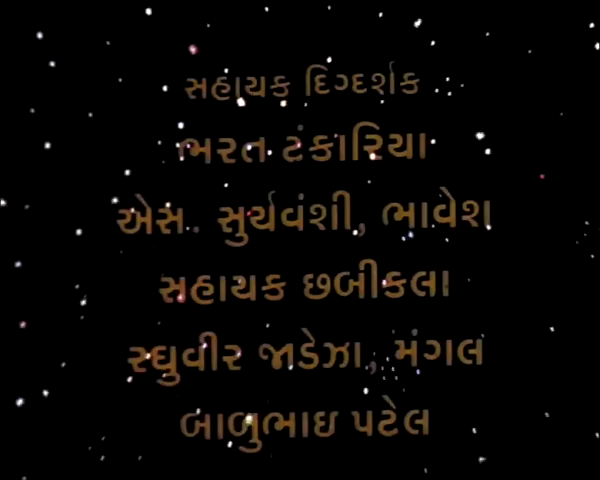 સહાયક દિગ્દર્શક
ભરત ટંકારિયા
એસ. સુર્યવંશી, ભાવેશ
સહાયક છબીકલા
રઘુવીર જાડેઝા, મંગલ
બાબુભાઇ પટેલ